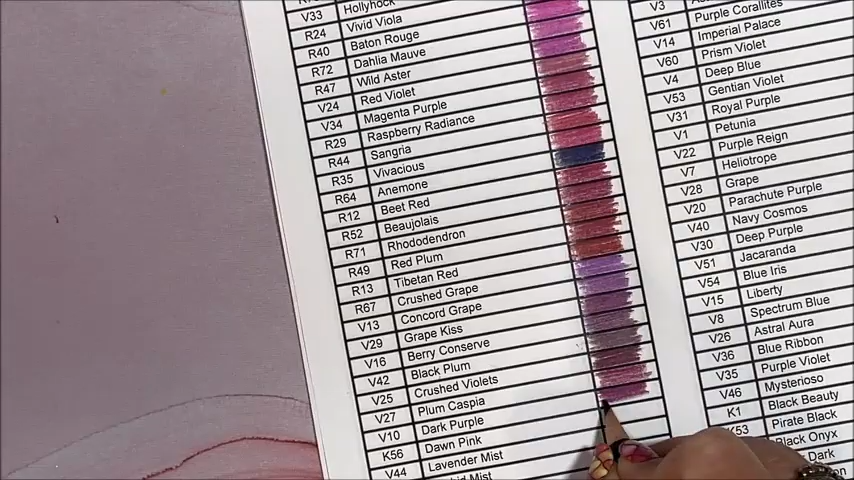 V33 Hollyhock
R24 Vivid Viola
R40 Baton Rouge
R72 Dahlia Mauve
R47 Wild Aster
V24 Red Violet
V34 Magenta Purple
R29 Raspberry Radiance
R44 Sangria
R35 Vivacious
R64 Anemone
R12 Beet Red
R52 Beaujolais
R71 Rhododendron
R49 Red Plum
R13 Tibetan Red
R67 Crushed Grape
V13 Concord Grape
V29 Grape Kiss
V16 Berry Conserve
V42 Black Plum
V25 Crushed Violets
V27 Plum Caspia
V10 Dark Purple
K56 Dawn Pink
V44 Lavender Mist
V3
V61 Purple Corallites
V14 Imperial Palace
V60 Prism Violet
V4 Deep Blue
V53 Gentian Violet
V31 Royal Purple
V1 Petunia
V22 Purple Reign
V7 Heliotrope
V28 Grape
V20 Parachute Purple
V40 Navy Cosmos
V30 Deep Purple
V51 Jacaranda
V54 Blue Iris
V15 Liberty
V8 Spectrum Blue
V26 Astral Aura
V36 Blue Ribbon
V35 Purple Violet
V46 Mysterioso
K1 Black Beauty
K53 Pirate Black
Black Onyx
Dark